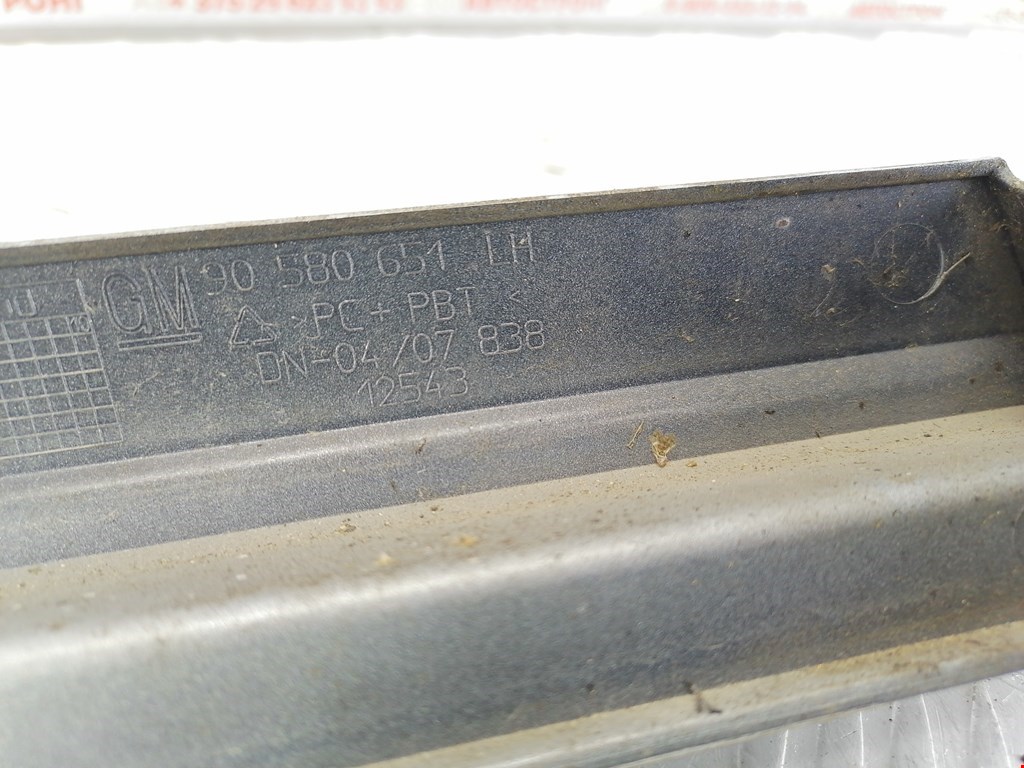 GM 90 580 651 LH
>PC+PBT<
DN-04/07 838
12543